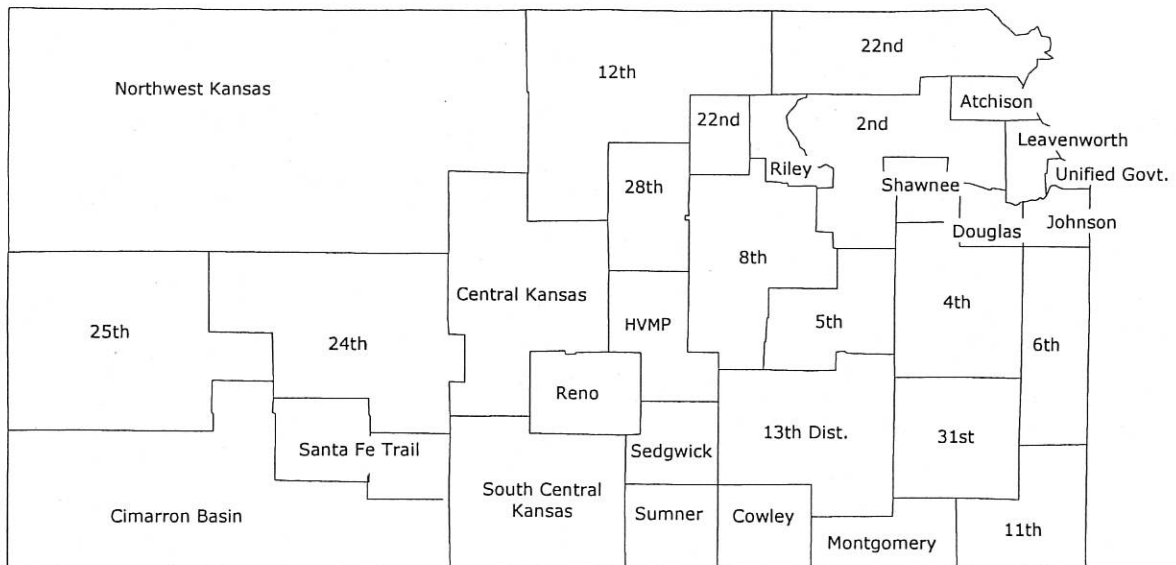 22nd
12th
Northwest Kansas
Atchison
22nd
2nd
Leavenworth
Riley
Unified Govt.
28th
Shawnee
Johnson
Douglas
8th
Central Kansas
4th
5th
HVMP
25th
24th
6th
Reno
13th Dist.
31st
Santa Fe Trail
Sedgwick
South Central
Kansas
Cimarron Basin
Sumner
Cowley
11th
Montgomery